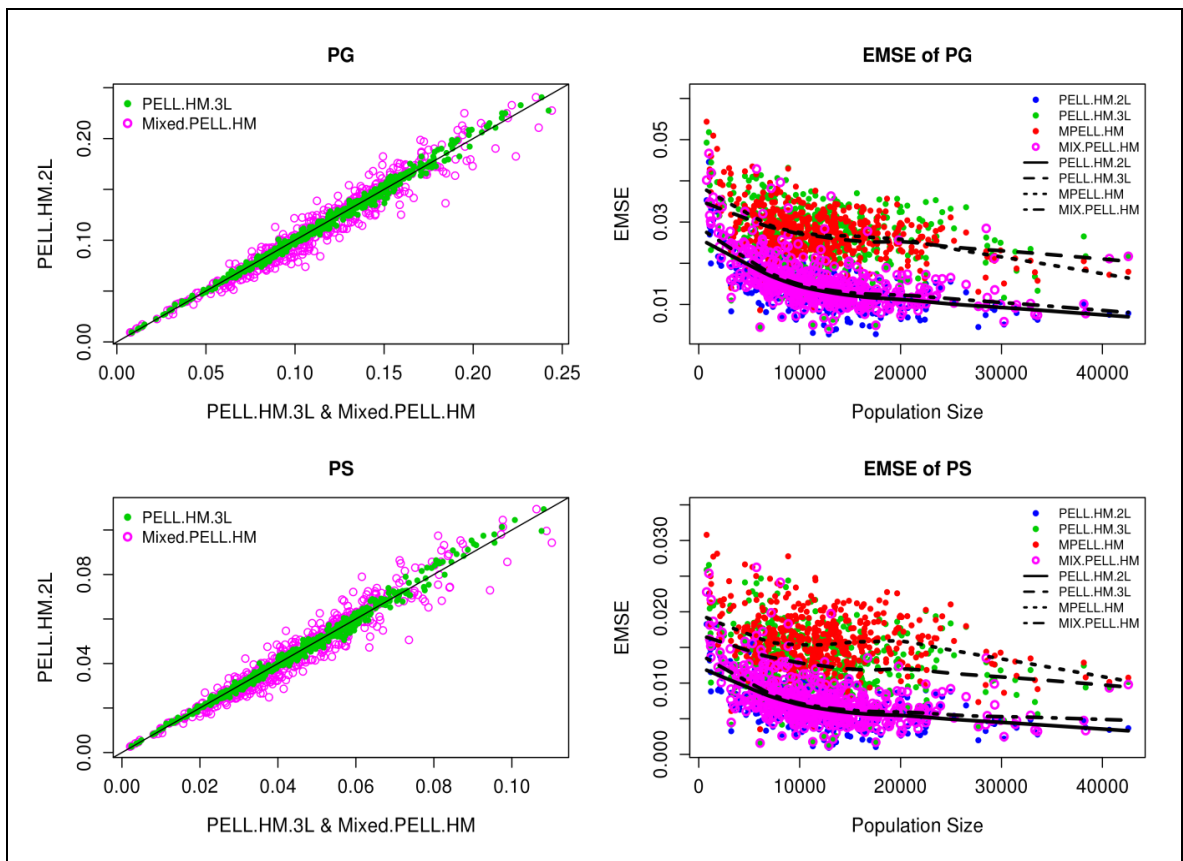 PG
PELL.HM.3L
Mixed.PELL.HM
PELL.HM.2L
0.00 0.10 0.20
0.00 0.05 0.10 0.15 0.20 0.25
PELL.HM.3L & Mixed.PELL.HM
EMSE of PG
PELL.HM.2L
PELL.HM.3L
MPELL.HM
MIX.PELL.HM
PELL.HM.2L
PELL.HM.3L
MPELL.HM
MIX.PELL.HM
EMSE
0.01 0.03 0.05
0 10000 20000 30000 40000
Population Size
PS
PELL.HM.3L
Mixed.PELL.HM
PELL.HM.2L
0.00 0.04 0.08
0.00 0.02 0.04 0.06 0.08 0.10
PELL.HM.3L & Mixed.PELL.HM
EMSE of PS
PELL.HM.2L
PELL.HM.3L
MPELL.HM
MIX.PELL.HM
PELL.HM.2L
PELL.HM.3L
MPELL.HM
MIX.PELL.HM
EMSE
0.000 0.010 0.020 0.030
0 10000 20000 30000 40000
Population Size